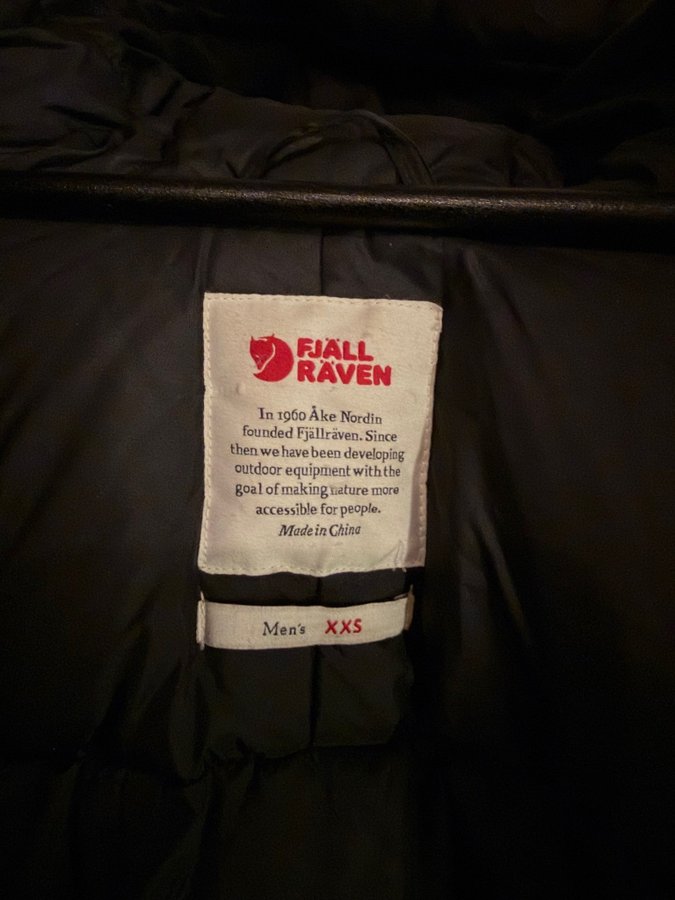 FJÄLL
RÄVEN
In 1960 Åke Nordin
founded Fjällräven. Since
then we have been developing
outdoor equipment with the
goal of making nature more
accessible for people.
Made in China
Men's XXS